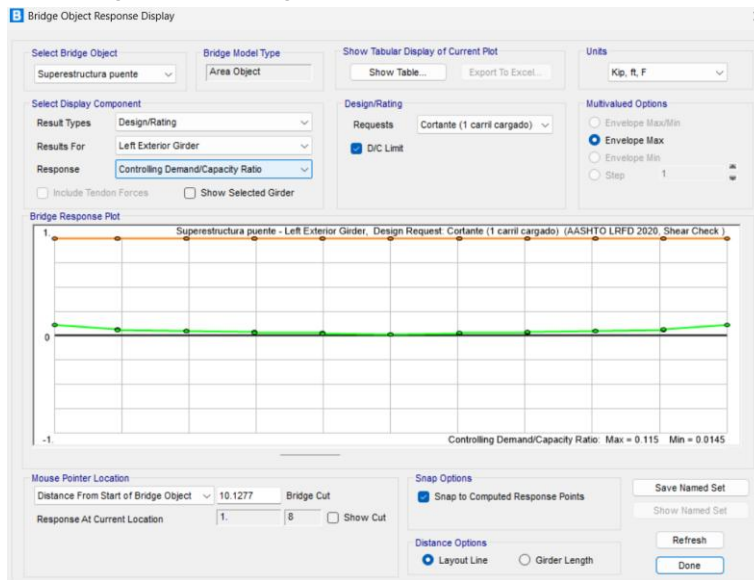 Bridge Object Response Display
Select Bridge Object
Superestructura puente
Bridge Model Type
Area Object
Show Tabular Display of Current Plot
Show Table...
Export To Excel...
Units
Kip, ft, F
Select Display Component
Result Types
Design/Rating
Results For
Left Exterior Girder
Response
Controlling Demand/Capacity Ratio
Include Tendon Forces
Show Selected Girder
Design/Rating
Requests
Cortante (1 carril cargado)
D/C Limit
Multivalued Options
Envelope Max/Min
Envelope Max
Envelope Min
Step
1
Bridge Response Plot
Superestructura puente - Left Exterior Girder, Design Request: Cortante (1 carril cargado) (AASHTO LRFD 2020, Shear Check )
1.
0
-1.
Controlling Demand/Capacity Ratio: Max = 0.115 Min = 0.0145
Mouse Pointer Location
Distance From Start of Bridge Object
10.1277
Bridge Cut
Response At Current Location
1.
8
Show Cut
Snap Options
Snap to Computed Response Points
Distance Options
Layout Line
Girder Length
Save Named Set
Show Named Set
Refresh
Done